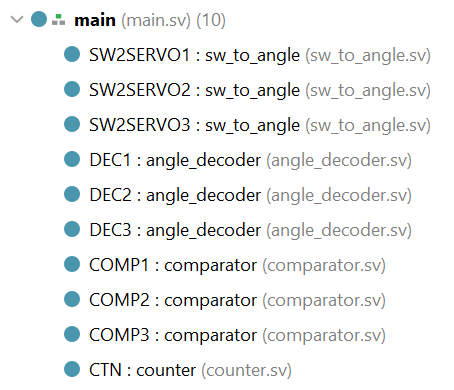 main (main.sv) (10)
SW2SERVO1 : sw_to_angle (sw_to_angle.sv)
SW2SERVO2 : sw_to_angle (sw_to_angle.sv)
SW2SERVO3 : sw_to_angle (sw_to_angle.sv)
DEC1 : angle_decoder (angle_decoder.sv)
DEC2 : angle_decoder (angle_decoder.sv)
DEC3 : angle_decoder (angle_decoder.sv)
COMP1 : comparator (comparator.sv)
COMP2 : comparator (comparator.sv)
COMP3 : comparator (comparator.sv)
CTN : counter (counter.sv)